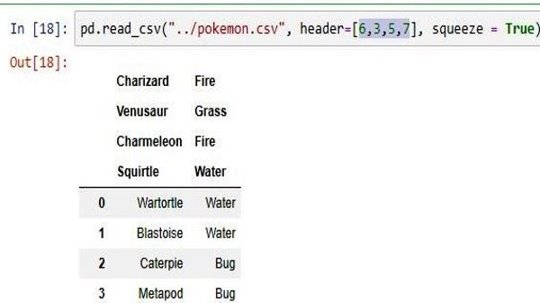 In [18]: pd.read_csv("../pokemon.csv", header=[6,3,5,7], squeeze = True)
Out[18]:
Charizard Fire
Venusaur Grass
Charmeleon Fire
Squirtle Water
0 Wartortle Water
1 Blastoise Water
2 Caterpie Bug
3 Metapod Bug